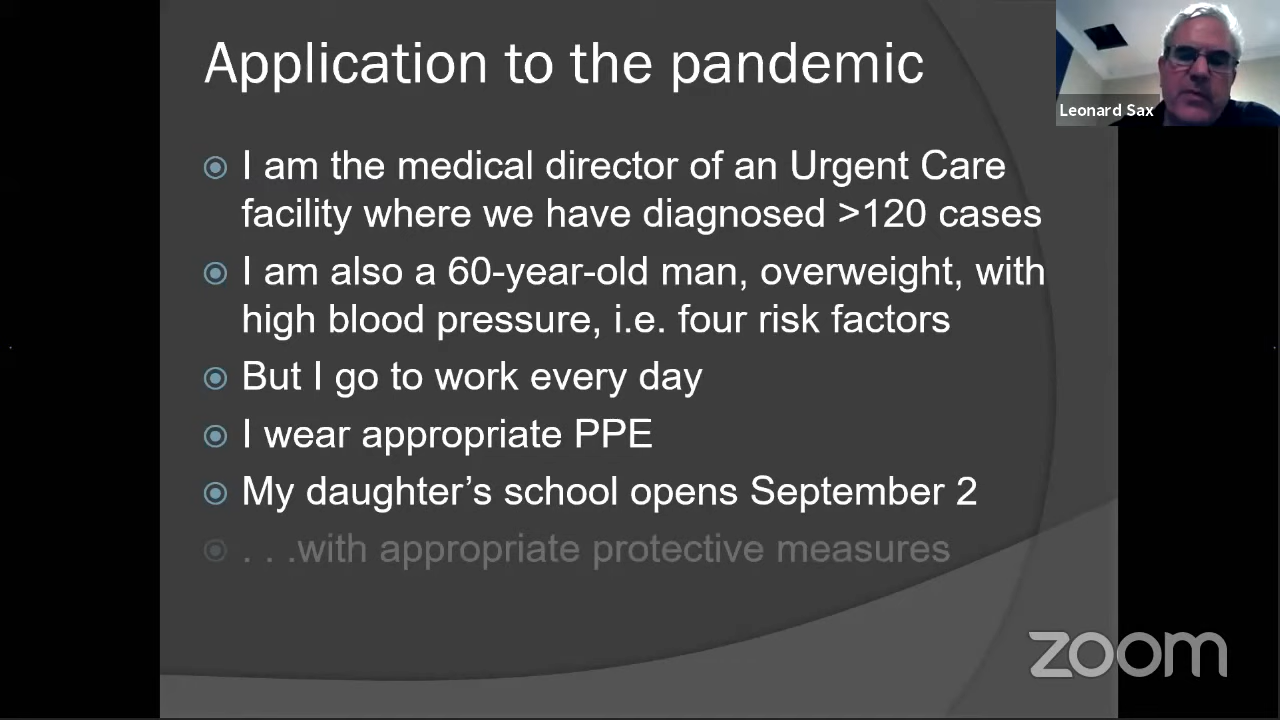 Application to the pandemic
Leonard Sax
I am the medical director of an Urgent Care
facility where we have diagnosed >120 cases
I am also a 60-year-old man, overweight, with
high blood pressure, i.e. four risk factors
But I go to work every day
I wear appropriate PPE
My daughter’s school opens September 2
. . .with appropriate protective measures
zoom